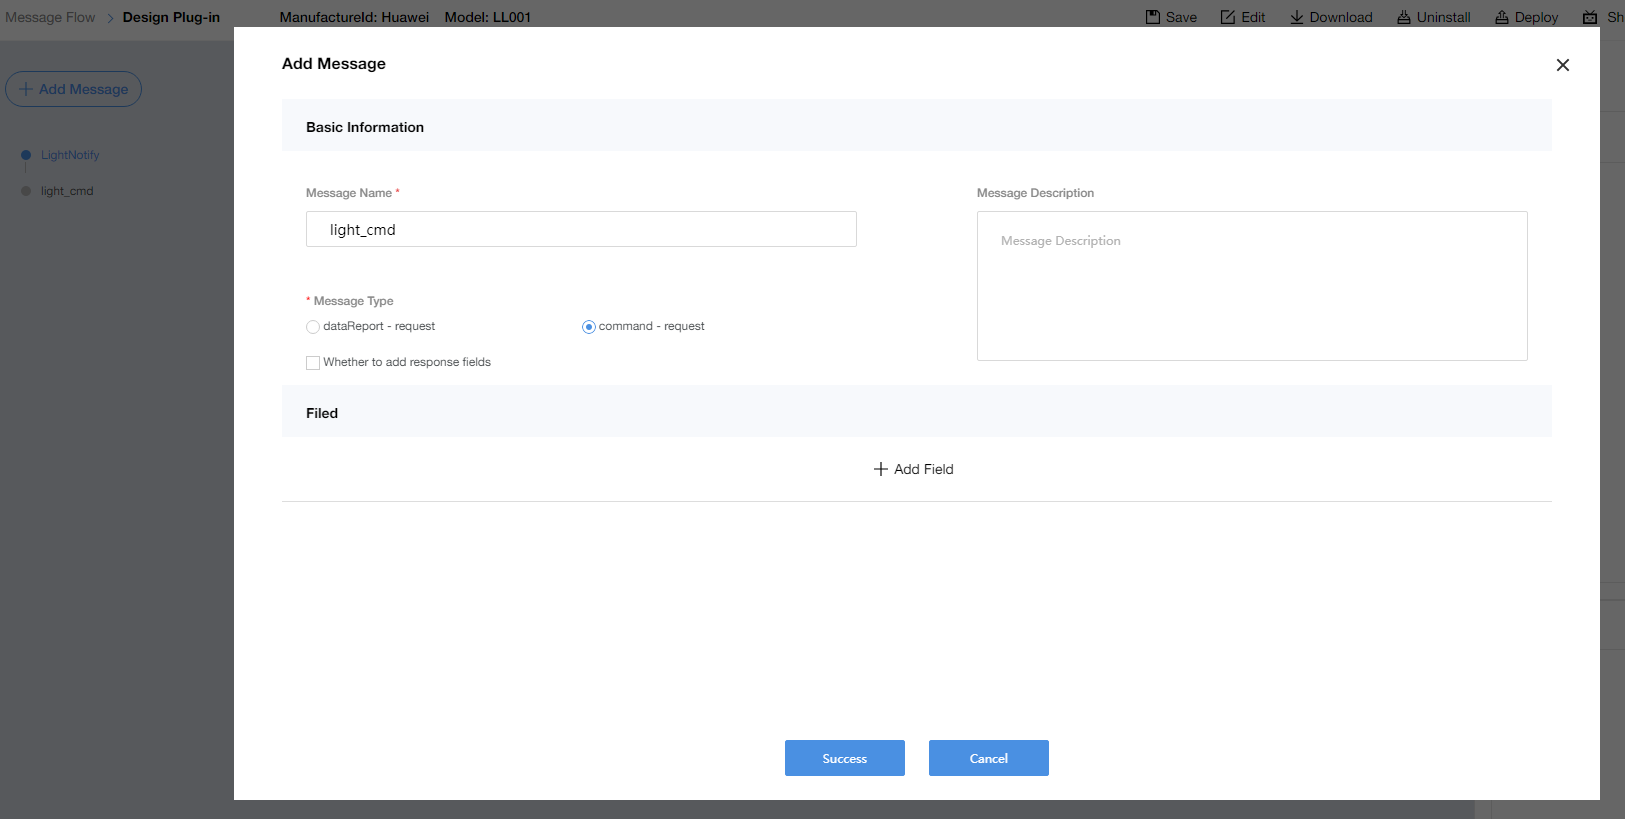 Message Flow > Design Plug-in ManufactureId: Huawei Model: LL001 Save Edit Download Uninstall Deploy Sh
Add Message
+ Add Message
Basic Information
LightNotify
light_cmd
Message Name *
Message Description
light_cmd
Message Description
* Message Type
dataReport - request
command - request
Whether to add response fields
Filed
+ Add Field
Success
Cancel